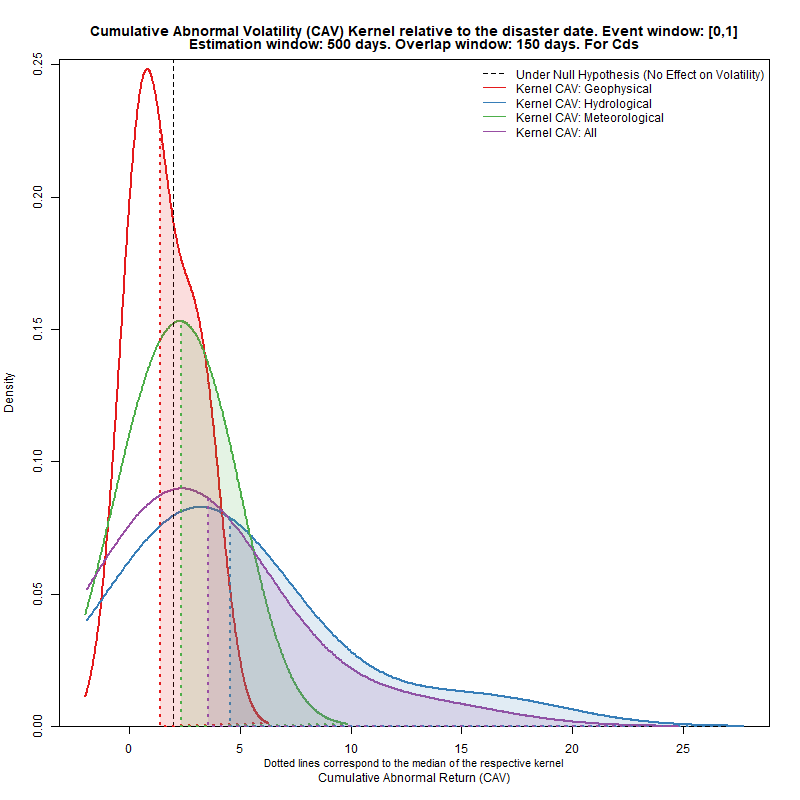 Cumulative Abnormal Volatility (CAV) Kernel relative to the disaster date. Event window: [0,1]
Estimation window: 500 days. Overlap window: 150 days. For Cds
Under Null Hypothesis (No Effect on Volatility)
Kernel CAV: Geophysical
Kernel CAV: Hydrological
Kernel CAV: Meteorological
Kernel CAV: All
0.25
0.20
0.15
0.10
0.05
0.00
Density
0 5 10 15 20 25
Dotted lines correspond to the median of the respective kernel
Cumulative Abnormal Return (CAV)